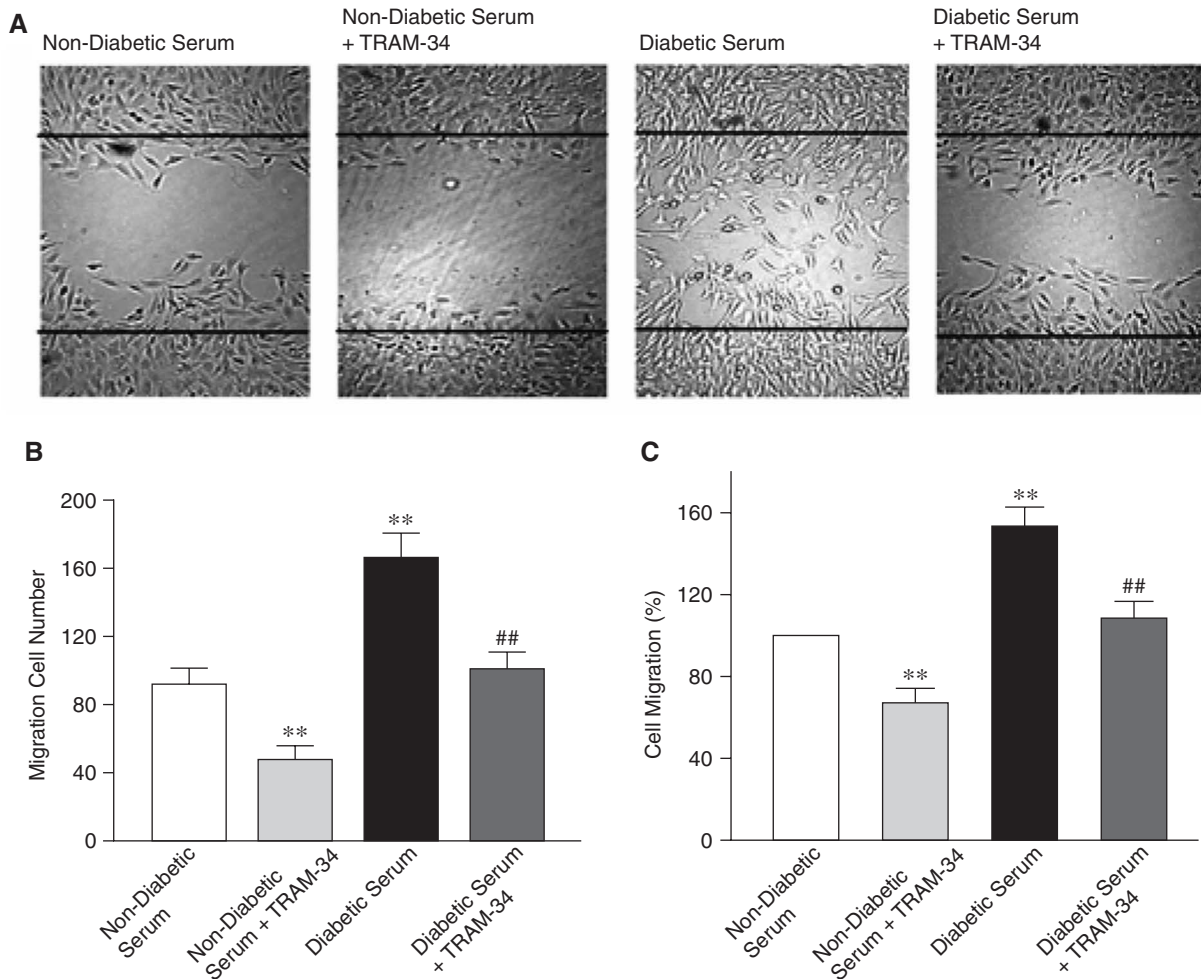 A
Non-Diabetic Serum
Non-Diabetic Serum
+ TRAM-34
Diabetic Serum
Diabetic Serum
+ TRAM-34
B
Migration Cell Number
200
160
120
80
40
0
**
**
##
Non-Diabetic
Serum
Non-Diabetic
Serum + TRAM-34
Diabetic Serum
Diabetic Serum
+ TRAM-34
C
Cell Migration (%)
160
120
80
40
0
**
**
##
Non-Diabetic
Serum
Non-Diabetic
Serum + TRAM-34
Diabetic Serum
Diabetic Serum
+ TRAM-34